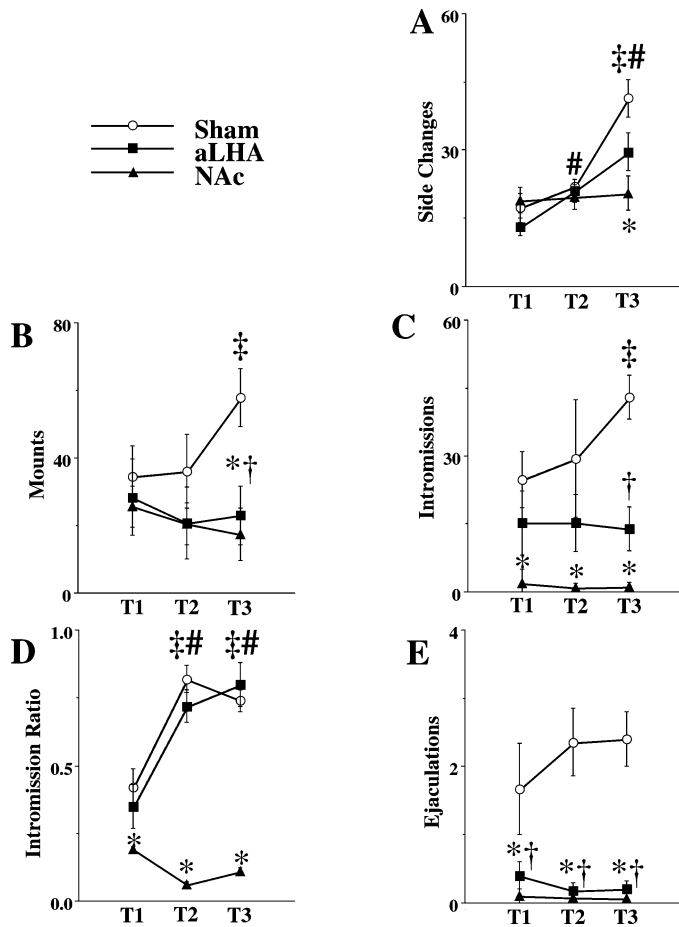 A
60
30
0
Side Changes
‡#
#
*
T1 T2 T3
Sham
aLHA
NAc
B
80
40
0
Mounts
‡
*†
T1 T2 T3
C
60
30
0
Intromissions
‡
†
* * *
T1 T2 T3
D
1.0
0.5
0.0
Intromission Ratio
‡# ‡#
* * *
T1 T2 T3
E
4
2
0
Ejaculations
*† *† *†
T1 T2 T3